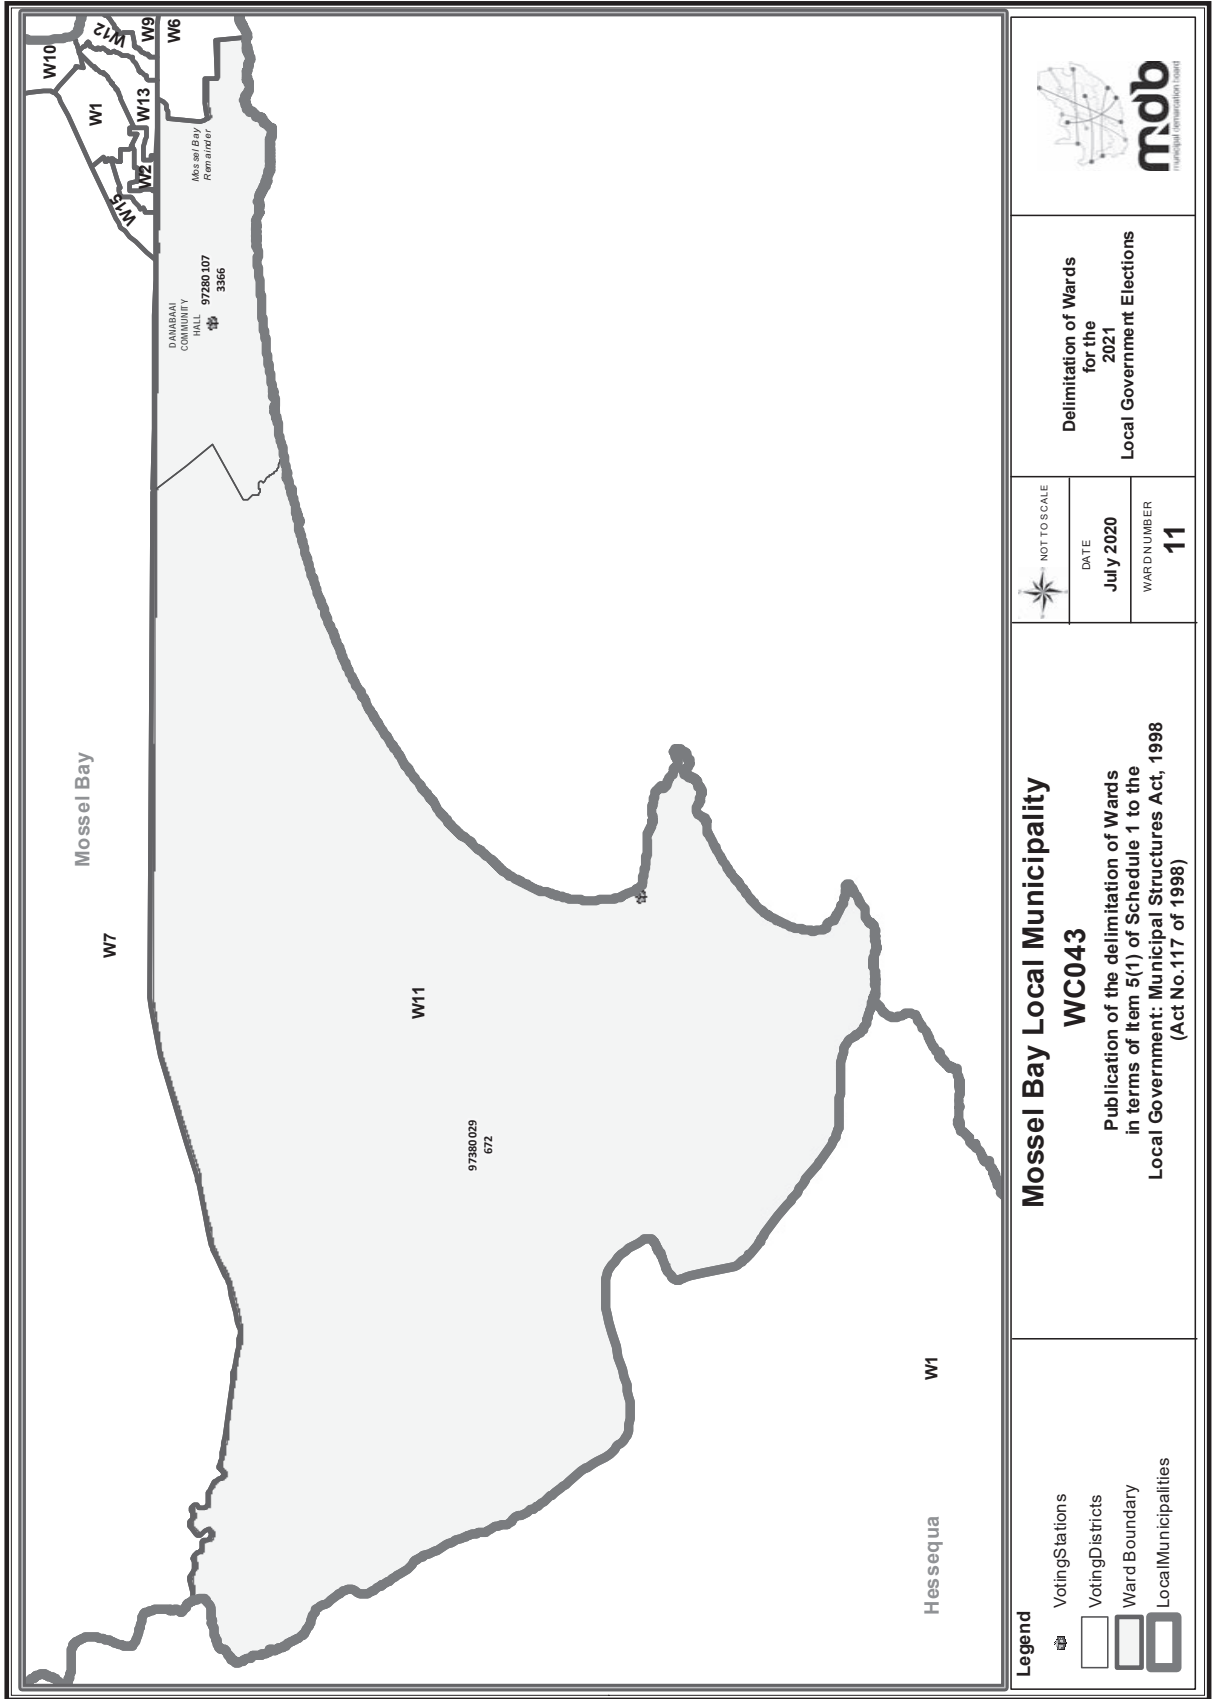 Mossel Bay
W7
W10
W12
W9
W6
W1
W13
W2
W15
Mossel Bay
Remainder
DANABAAI
COMMUNITY
HALL
97280107
3366
W11
97380029
672
W1
Hessequa
Legend
VotingStations
VotingDistricts
Ward Boundary
LocalMunicipalities
Mossel Bay Local Municipality
WC043
Publication of the delimitation of Wards
in terms of Item 5(1) of Schedule 1 to the
Local Government: Municipal Structures Act, 1998
(Act No.117 of 1998)
NOT TO SCALE
DATE
July 2020
WARD NUMBER
11
Delimitation of Wards
for the
2021
Local Government Elections
mdb
municipal demarcation board